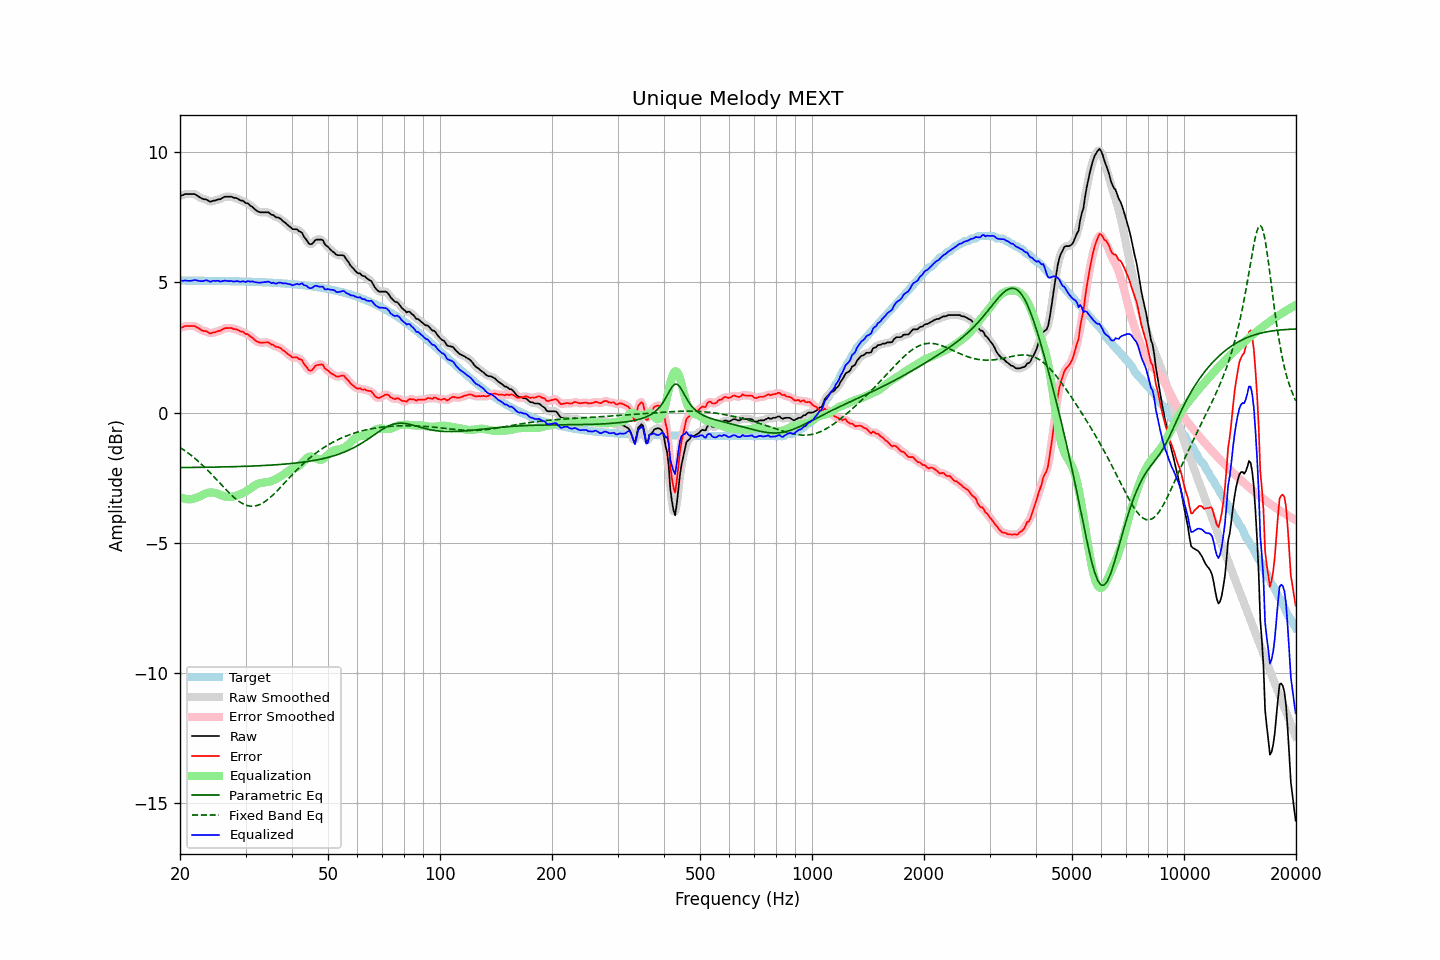 Unique Melody MEXT
10
5
0
−5
−10
−15
Amplitude (dBr)
Target
Raw Smoothed
Error Smoothed
Raw
Error
Equalization
Parametric Eq
Fixed Band Eq
Equalized
20 50 100 200 500 1000 2000 5000 10000 20000
Frequency (Hz)